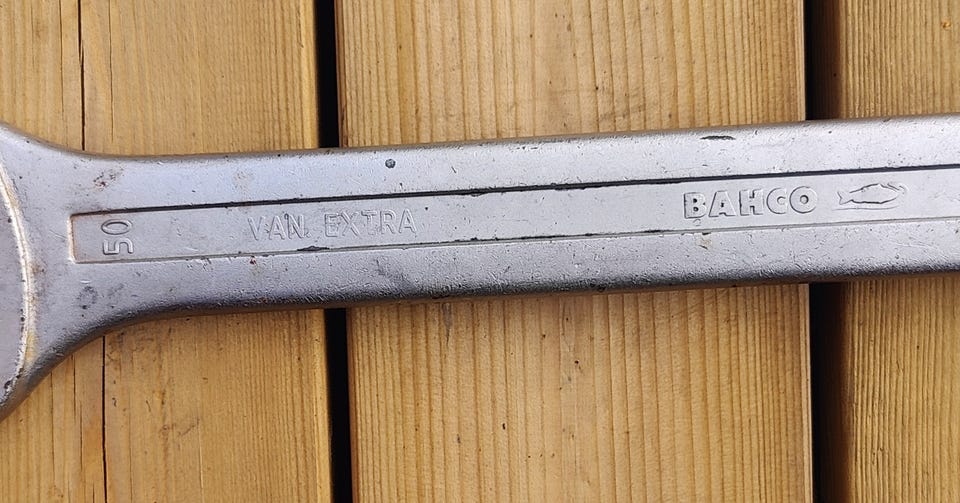 50
VAN. EXTRA
BAHCO